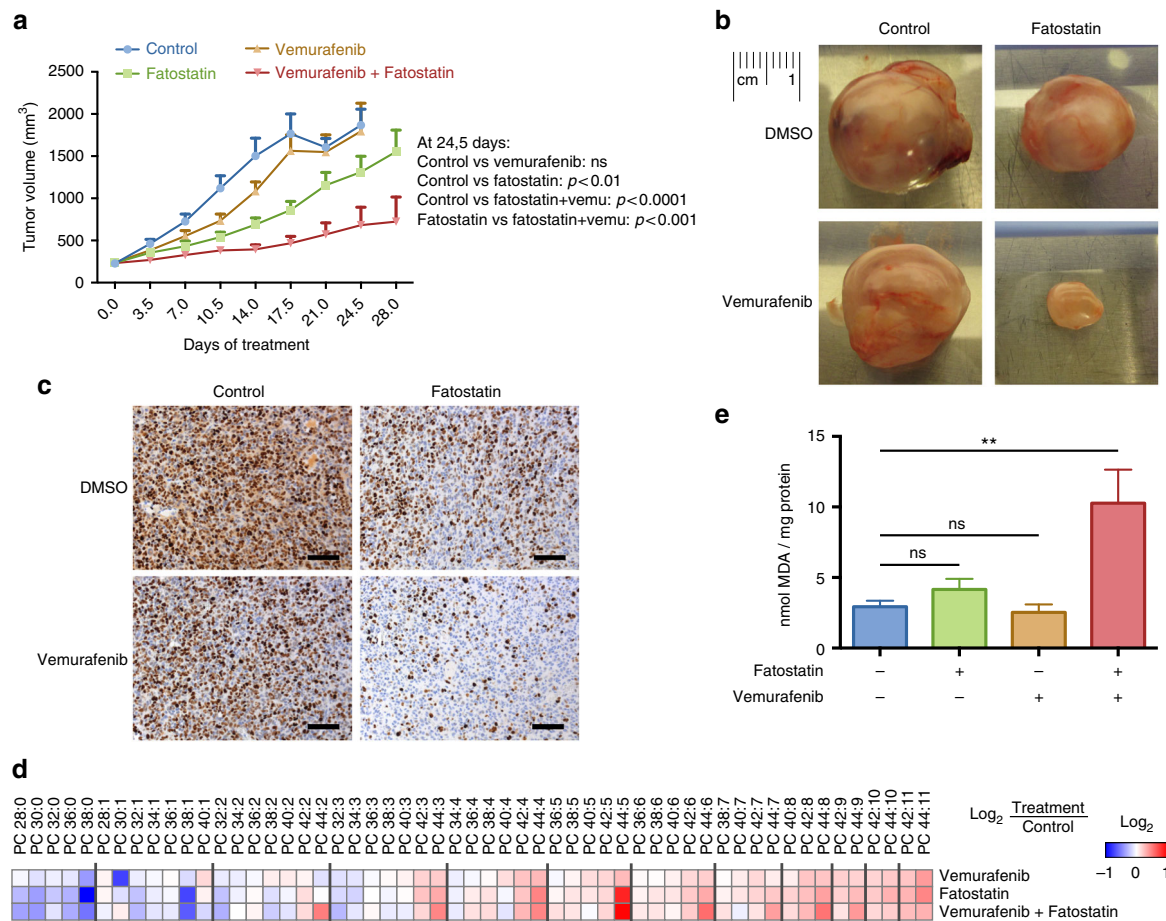 a
Control
Vemurafenib
Fatostatin
Vemurafenib + Fatostatin
2500
2000
1500
1000
500
0
Tumor volume (mm³)
0.0
3.5
7.0
10.5
14.0
17.5
21.0
24.5
28.0
Days of treatment
At 24,5 days:
Control vs vemurafenib: ns
Control vs fatostatin: p<0.01
Control vs fatostatin+vemu: p<0.0001
Fatostatin vs fatostatin+vemu: p<0.001
b
Control
Fatostatin
cm 1
DMSO
Vemurafenib
c
Control
Fatostatin
DMSO
Vemurafenib
e
15
10
5
0
nmol MDA / mg protein
**
ns
ns
Fatostatin – + – +
Vemurafenib – – + +
d
PC 28:0
PC 30:0
PC 32:0
PC 36:0
PC 38:0
PC 28:1
PC 30:1
PC 32:1
PC 34:1
PC 36:1
PC 38:1
PC 40:1
PC 32:2
PC 34:2
PC 36:2
PC 38:2
PC 40:2
PC 42:2
PC 44:2
PC 32:3
PC 34:3
PC 36:3
PC 38:3
PC 40:3
PC 42:3
PC 44:3
PC 34:4
PC 36:4
PC 38:4
PC 40:4
PC 42:4
PC 44:4
PC 36:5
PC 38:5
PC 40:5
PC 42:5
PC 44:5
PC 36:6
PC 38:6
PC 40:6
PC 42:6
PC 44:6
PC 38:7
PC 40:7
PC 42:7
PC 44:7
PC 40:8
PC 42:8
PC 44:8
PC 42:9
PC 44:9
PC 42:10
PC 44:10
PC 42:11
PC 44:11
Log₂ Treatment
Control
Log₂
–1 0 1
Vemurafenib
Fatostatin
Vemurafenib + Fatostatin